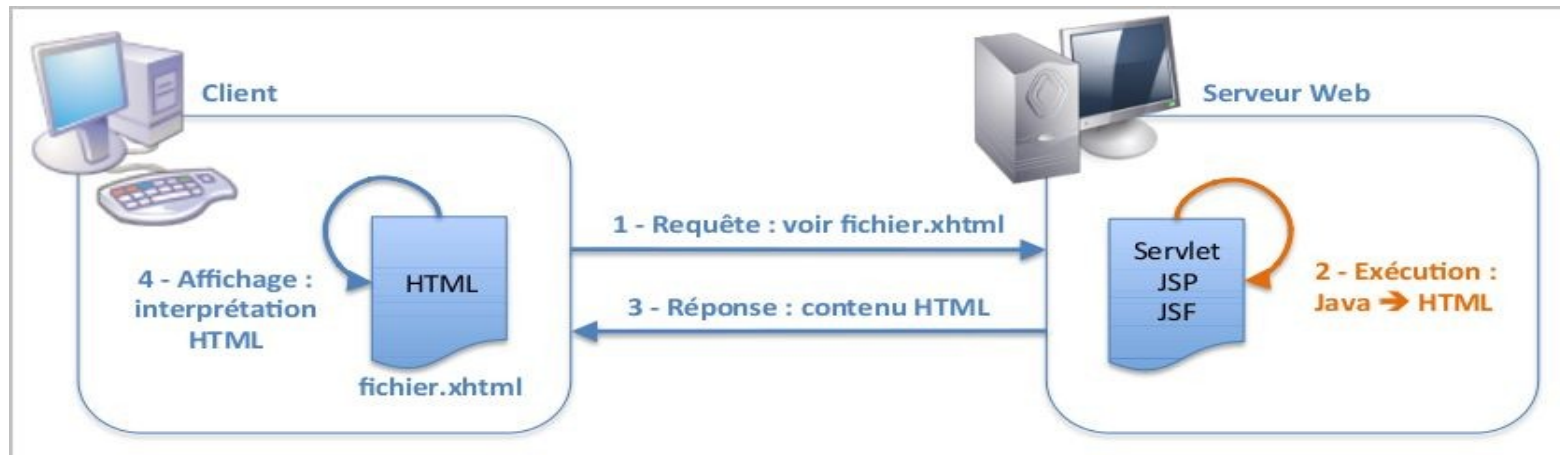 Client
Serveur Web
1 - Requête : voir fichier.xhtml
Servlet
JSP
JSF
2 - Exécution :
Java ➔ HTML
3 - Réponse : contenu HTML
4 - Affichage :
interprétation
HTML
HTML
fichier.xhtml